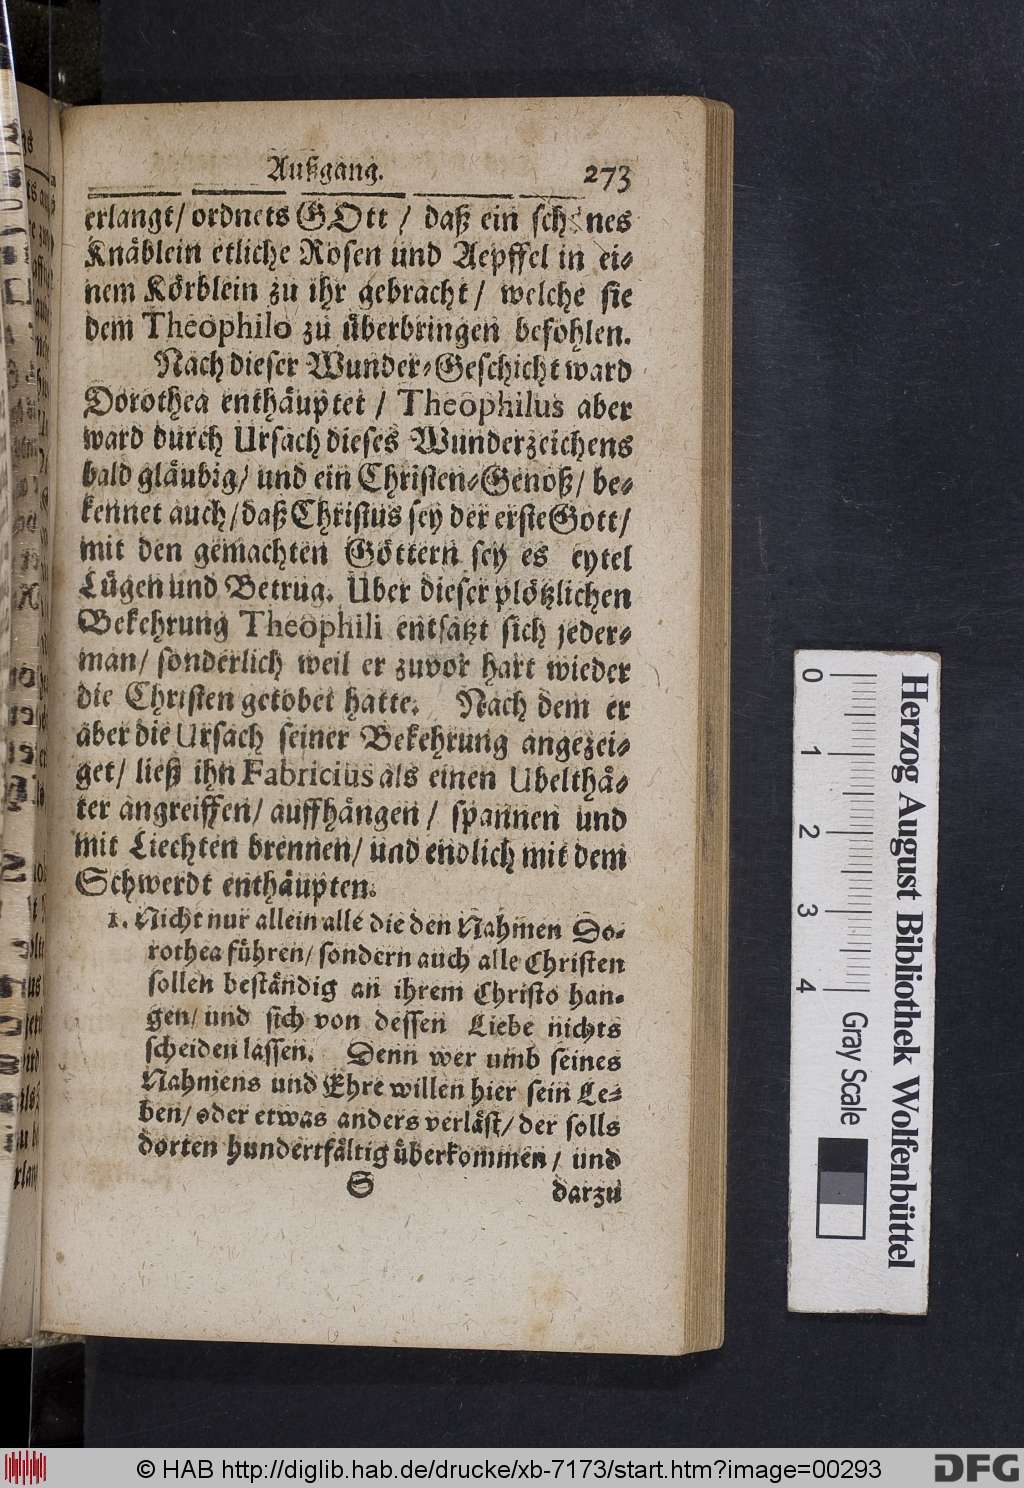 Außgang. 273
erlangt/ ordnets GOtt / daß ein schönes
Knäblein etliche Rosen und Aepffel in ei-
nem Körblein zu ihr gebracht / welche sie
dem Theophilo zu überbringen befohlen.
Nach dieser Wunder-Geschicht ward
Dorothea enthäuptet / Theophilus aber
ward durch Ursach dieses Wunderzeichens
bald gläubig/ und ein Christen-Genoß/ be-
kennet auch/ daß Christus sey der erste Gott/
mit den gemachten Göttern sey es eytel
Lügen und Betrug. Uber dieser plötzlichen
Bekehrung Theophili entsatzt sich jeder-
man/ sonderlich weil er zuvor hart wieder
die Christen getobet hatte. Nach dem er
aber die Ursach seiner Bekehrung angezei-
get/ ließ ihn Fabricius als einen Ubelthä-
ter angreiffen/ auffhängen / spannen und
mit Liechten brennen/ und endlich mit dem
Schwerdt enthäupten.
1. Nicht nur allein alle die den Nahmen Do-
rothea führen/ sondern auch alle Christen
sollen beständig an ihrem Christo han-
gen/ und sich von dessen Liebe nichts
scheiden lassen. Denn wer umb seines
Nahmens und Ehre willen hier sein Le-
ben/ oder etwas anders verläst/ der solls
dorten hundertfältig überkommen / und
S darzu
0 1 2 3 4 Gray Scale
Herzog August Bibliothek Wolfenbüttel
© HAB http://diglib.hab.de/drucke/xb-7173/start.htm?image=00293
DFG